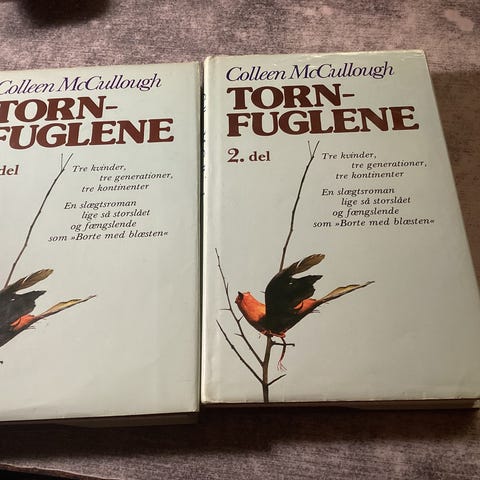 Colleen McCullough
TORN-
FUGLENE
del
Tre kvinder,
tre generationer,
tre kontinenter
En slægtsroman
lige så storslået
og fængslende
som »Borte med blæsten«
Colleen McCullough
TORN-
FUGLENE
2. del
Tre kvinder,
tre generationer,
tre kontinenter
En slægtsroman
lige så storslået
og fængslende
som »Borte med blæsten«